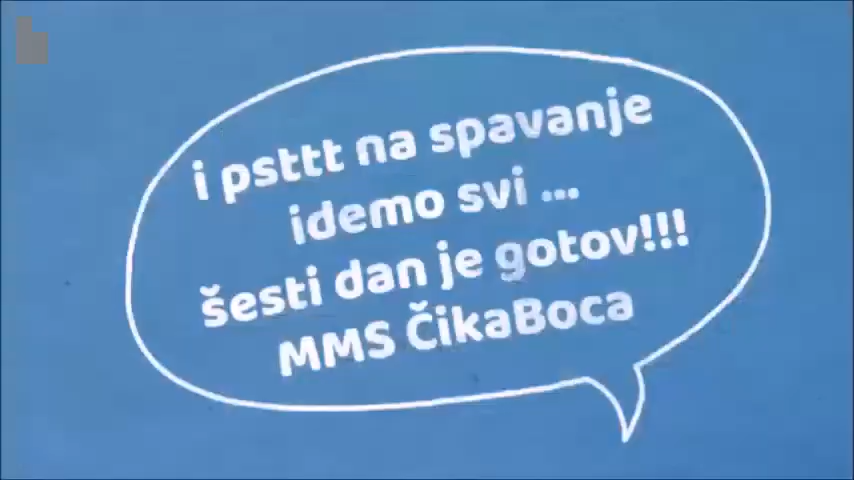 i psttt na spavanje
idemo svi ...
šesti dan je gotov!!!
MMS ČikaBoca